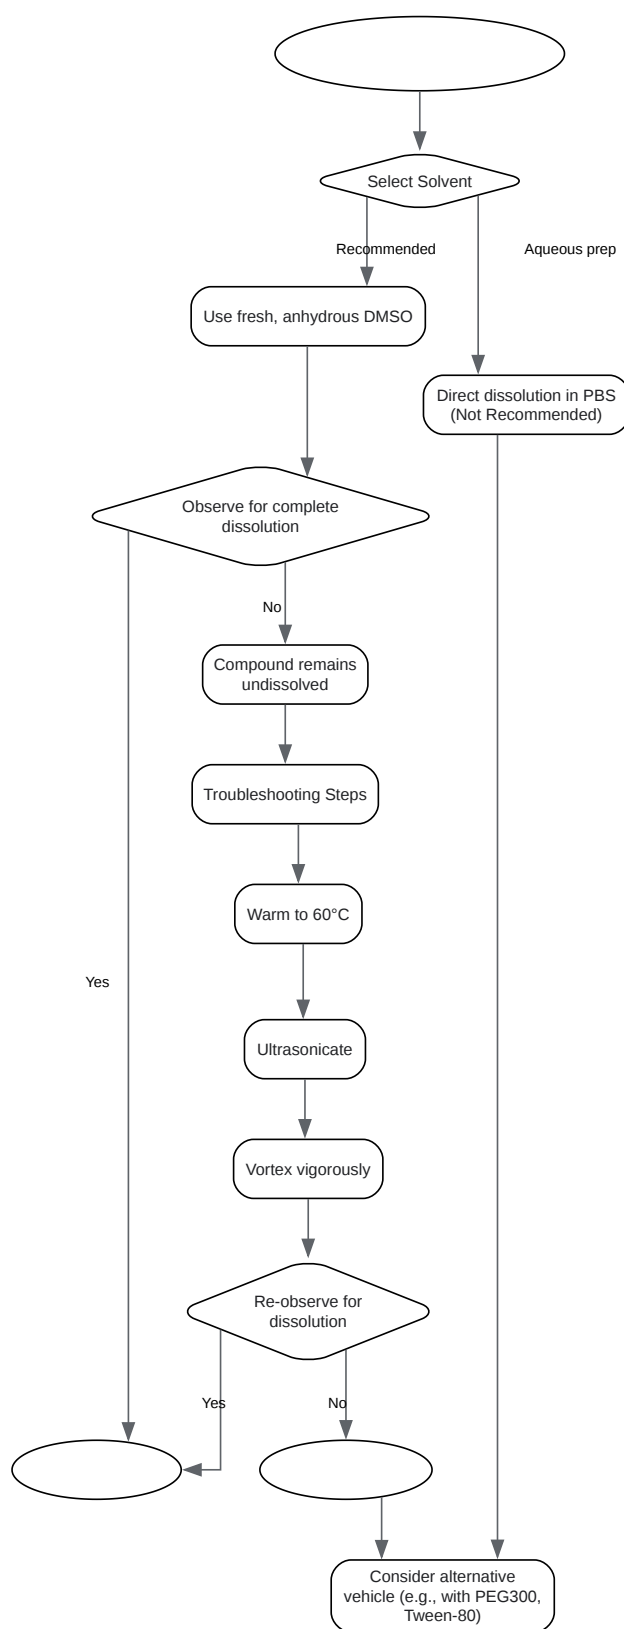 Select Solvent
Recommended
Aqueous prep
Use fresh, anhydrous DMSO
Direct dissolution in PBS
(Not Recommended)
Observe for complete
dissolution
No
Compound remains
undissolved
Troubleshooting Steps
Warm to 60°C
Yes
Ultrasonicate
Vortex vigorously
Re-observe for
dissolution
Yes
No
Consider alternative
vehicle (e.g., with PEG300,
Tween-80)